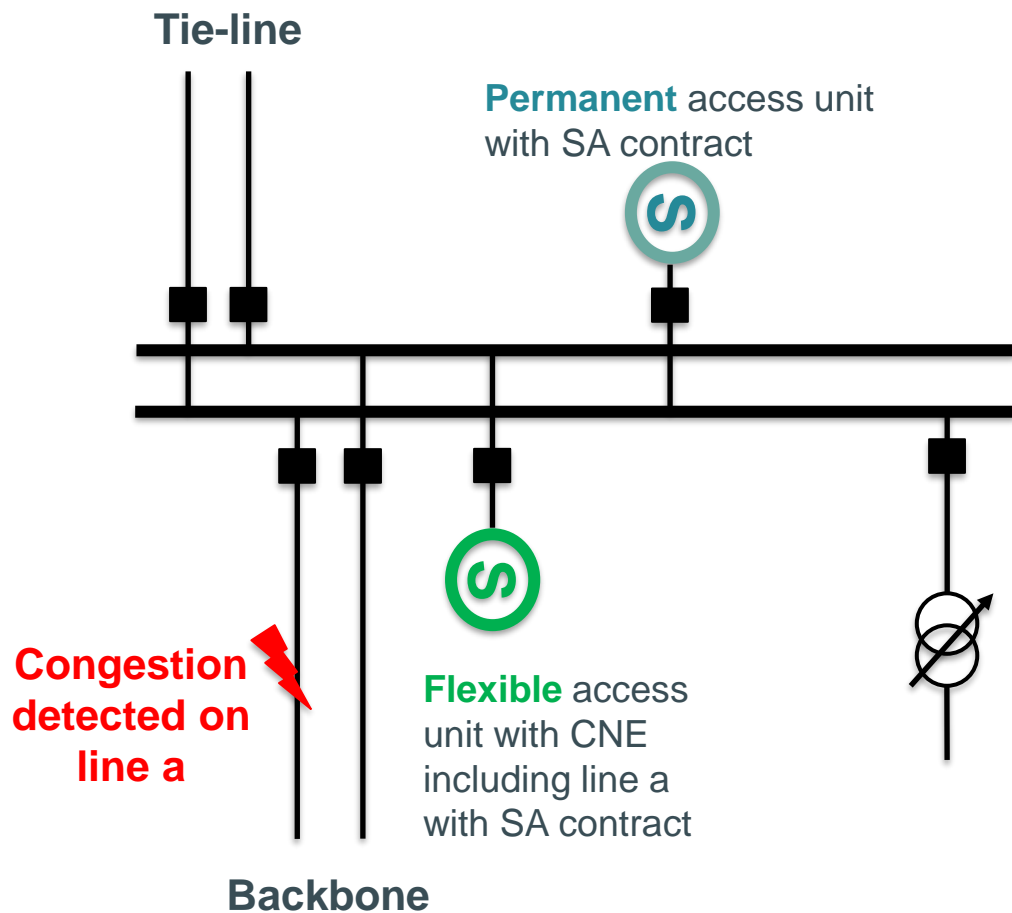 Tie-line
Permanent access unit
with SA contract
S
S
Congestion
detected on
line a
Flexible access
unit with CNE
including line a
with SA contract
Backbone